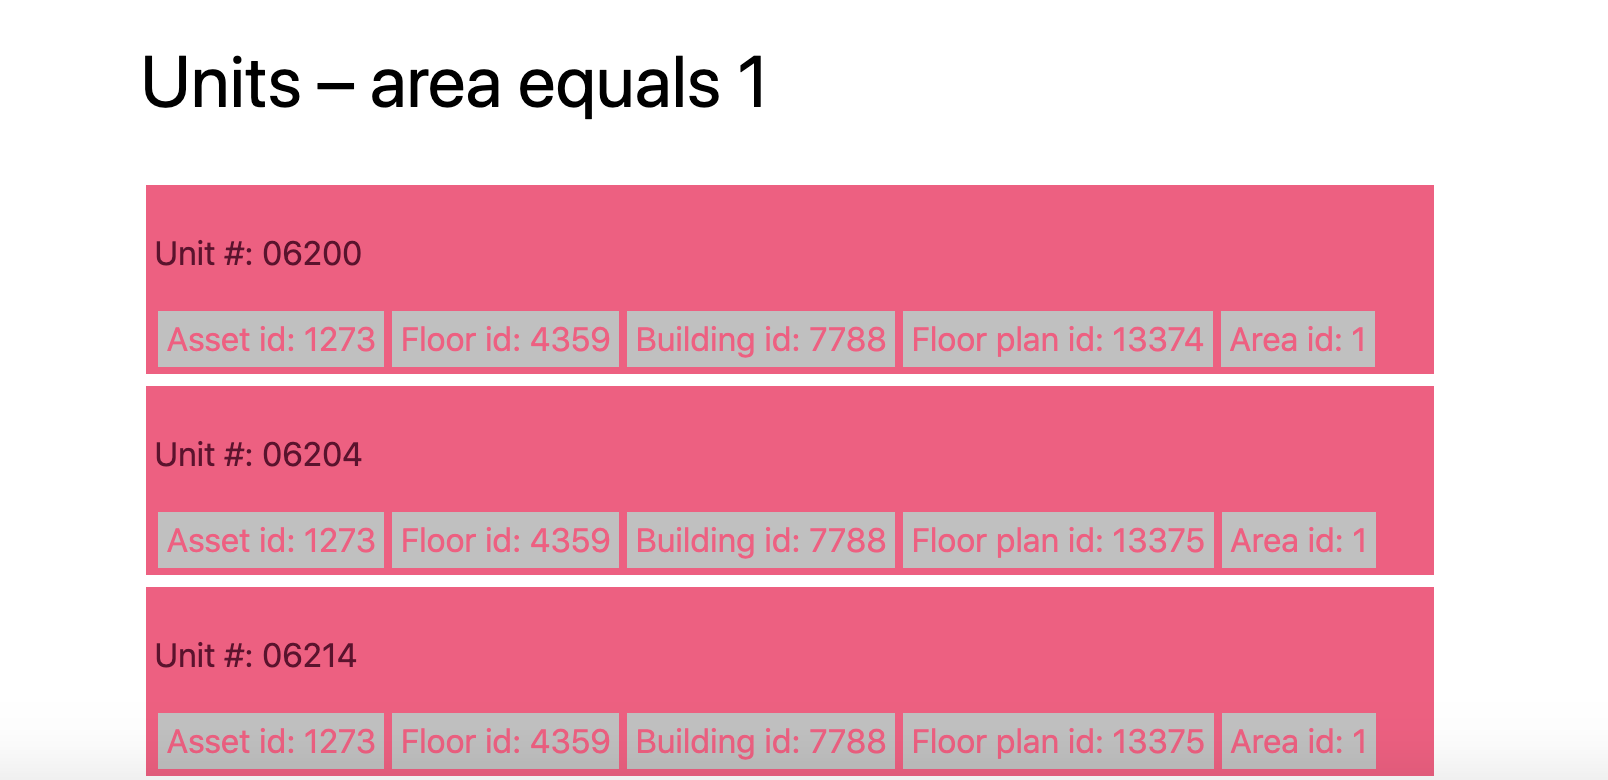 Units – area equals 1
Unit #: 06200
Asset id: 1273 Floor id: 4359 Building id: 7788 Floor plan id: 13374 Area id: 1
Unit #: 06204
Asset id: 1273 Floor id: 4359 Building id: 7788 Floor plan id: 13375 Area id: 1
Unit #: 06214
Asset id: 1273 Floor id: 4359 Building id: 7788 Floor plan id: 13375 Area id: 1